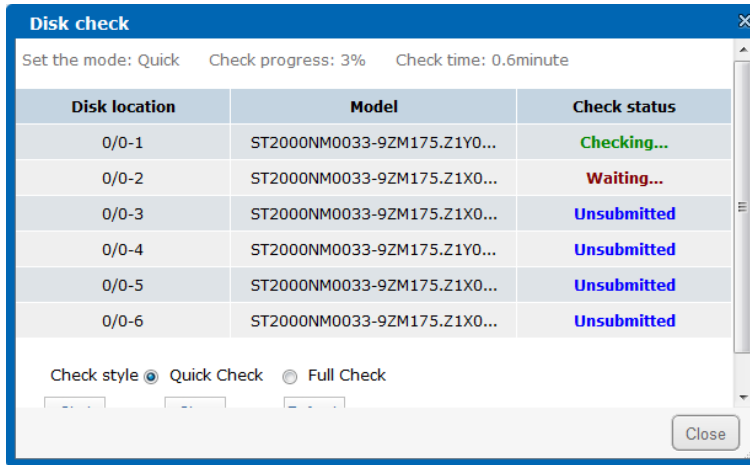 Disk check
Set the mode: Quick Check progress: 3% Check time: 0.6minute
Disk location Model Check status
0/0-1 ST2000NM0033-9ZM175.Z1Y0... Checking...
0/0-2 ST2000NM0033-9ZM175.Z1X0... Waiting...
0/0-3 ST2000NM0033-9ZM175.Z1X0... Unsubmitted
0/0-4 ST2000NM0033-9ZM175.Z1Y0... Unsubmitted
0/0-5 ST2000NM0033-9ZM175.Z1X0... Unsubmitted
0/0-6 ST2000NM0033-9ZM175.Z1X0... Unsubmitted
Check style Quick Check Full Check
Close